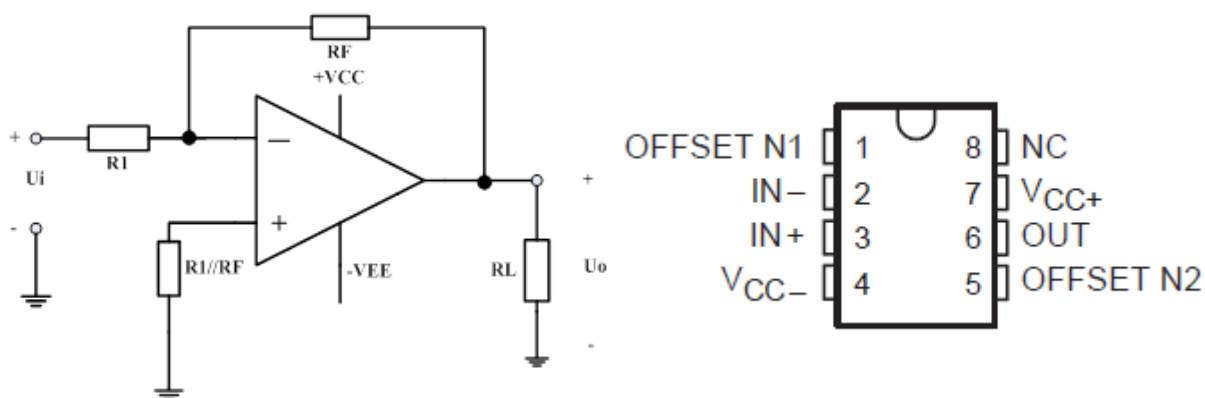 RF
+VCC
+
R1
−
Ui
+
+
-
R1//RF
-VEE
RL
Uo
-
OFFSET N1 1 8 NC
IN− 2 7 VCC+
IN+ 3 6 OUT
VCC− 4 5 OFFSET N2